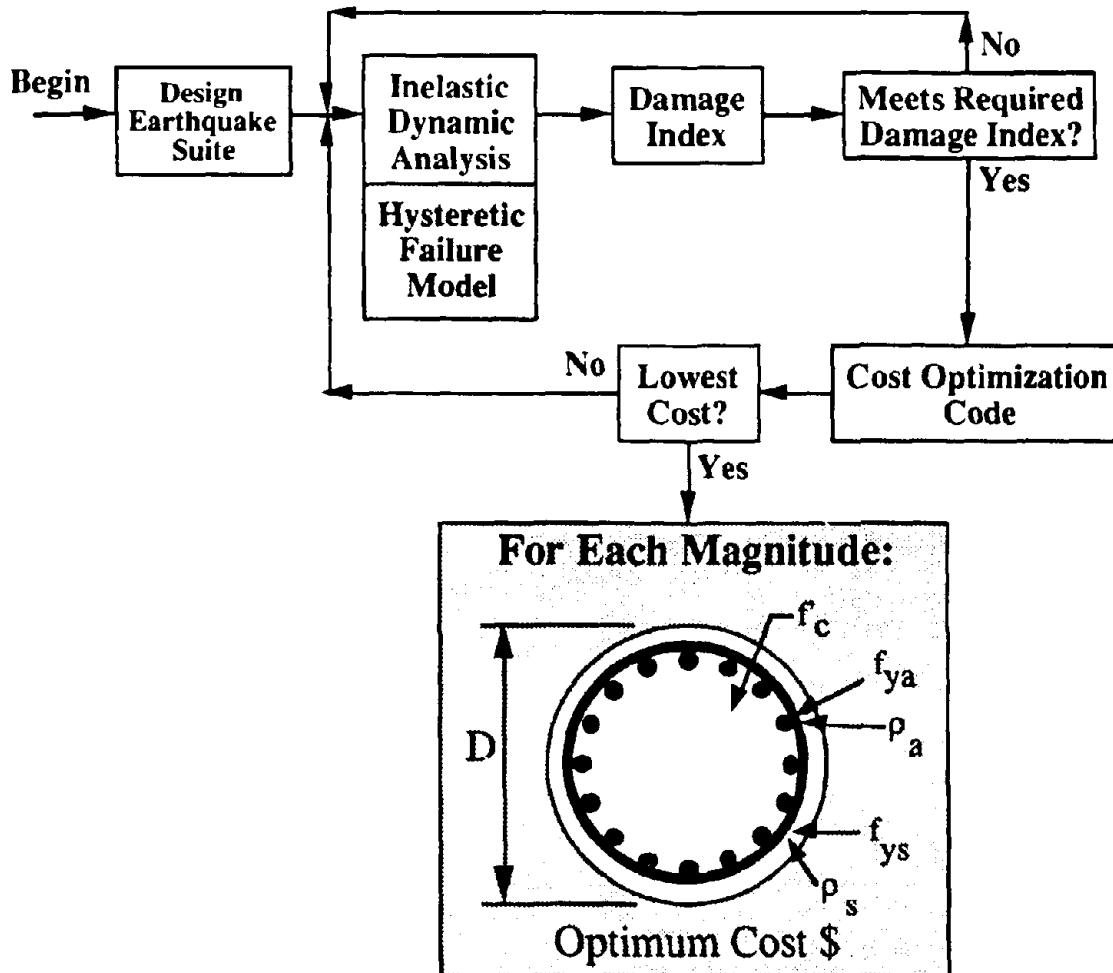 No
Begin
Design
Earthquake
Suite
Inelastic
Dynamic
Analysis
Hysteretic
Failure
Model
Damage
Index
Meets Required
Damage Index?
Yes
No
Lowest
Cost?
Cost Optimization
Code
Yes
For Each Magnitude:
f'c
fya
ρa
D
fys
ρs
Optimum Cost $